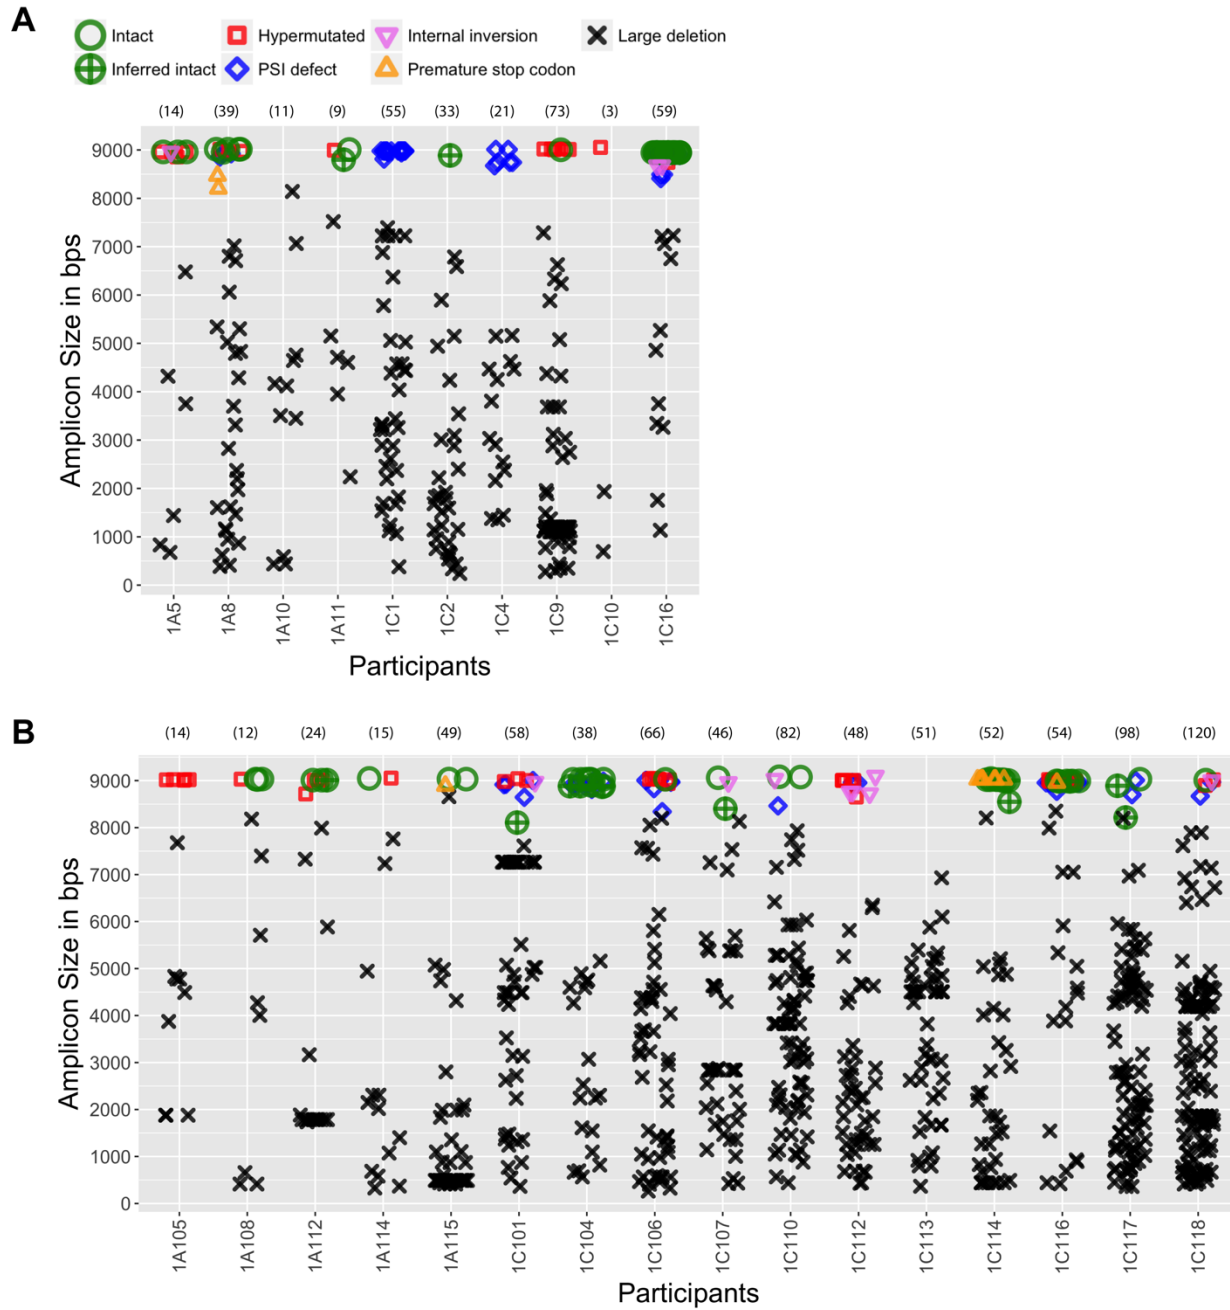 A
Intact
Hypermutated
Internal inversion
Large deletion
Inferred intact
PSI defect
Premature stop codon
(14) (39) (11) (9) (55) (33) (21) (73) (3) (59)
9000
8000
7000
6000
5000
4000
3000
2000
1000
0
Amplicon Size in bps
1A5 1A8 1A10 1A11 1C1 1C2 1C4 1C9 1C10 1C16
Participants
B
(14) (12) (24) (15) (49) (58) (38) (66) (46) (82) (48) (51) (52) (54) (98) (120)
9000
8000
7000
6000
5000
4000
3000
2000
1000
0
Amplicon Size in bps
1A105 1A108 1A112 1A114 1A115 1C101 1C104 1C106 1C107 1C110 1C112 1C113 1C114 1C116 1C117 1C118
Participants